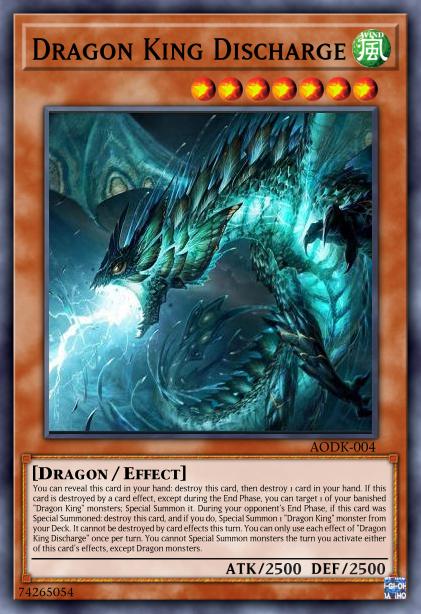 DRAGON KING DISCHARGE
WIND
風
AODK-004
[DRAGON / EFFECT]
You can reveal this card in your hand: destroy this card, then destroy 1 card in your hand. If this
card is destroyed by a card effect, except during the End Phase, you can target 1 of your banished
"Dragon King" monsters; Special Summon it. During your opponent's End Phase, if this card was
Special Summoned: destroy this card, and if you do, Special Summon 1 "Dragon King" monster from
your Deck. It cannot be destroyed by card effects this turn. You can only use each effect of "Dragon
King Discharge" once per turn. You cannot Special Summon monsters the turn you activate either
of this card's effects, except Dragon monsters.
ATK/2500 DEF/2500
74265054